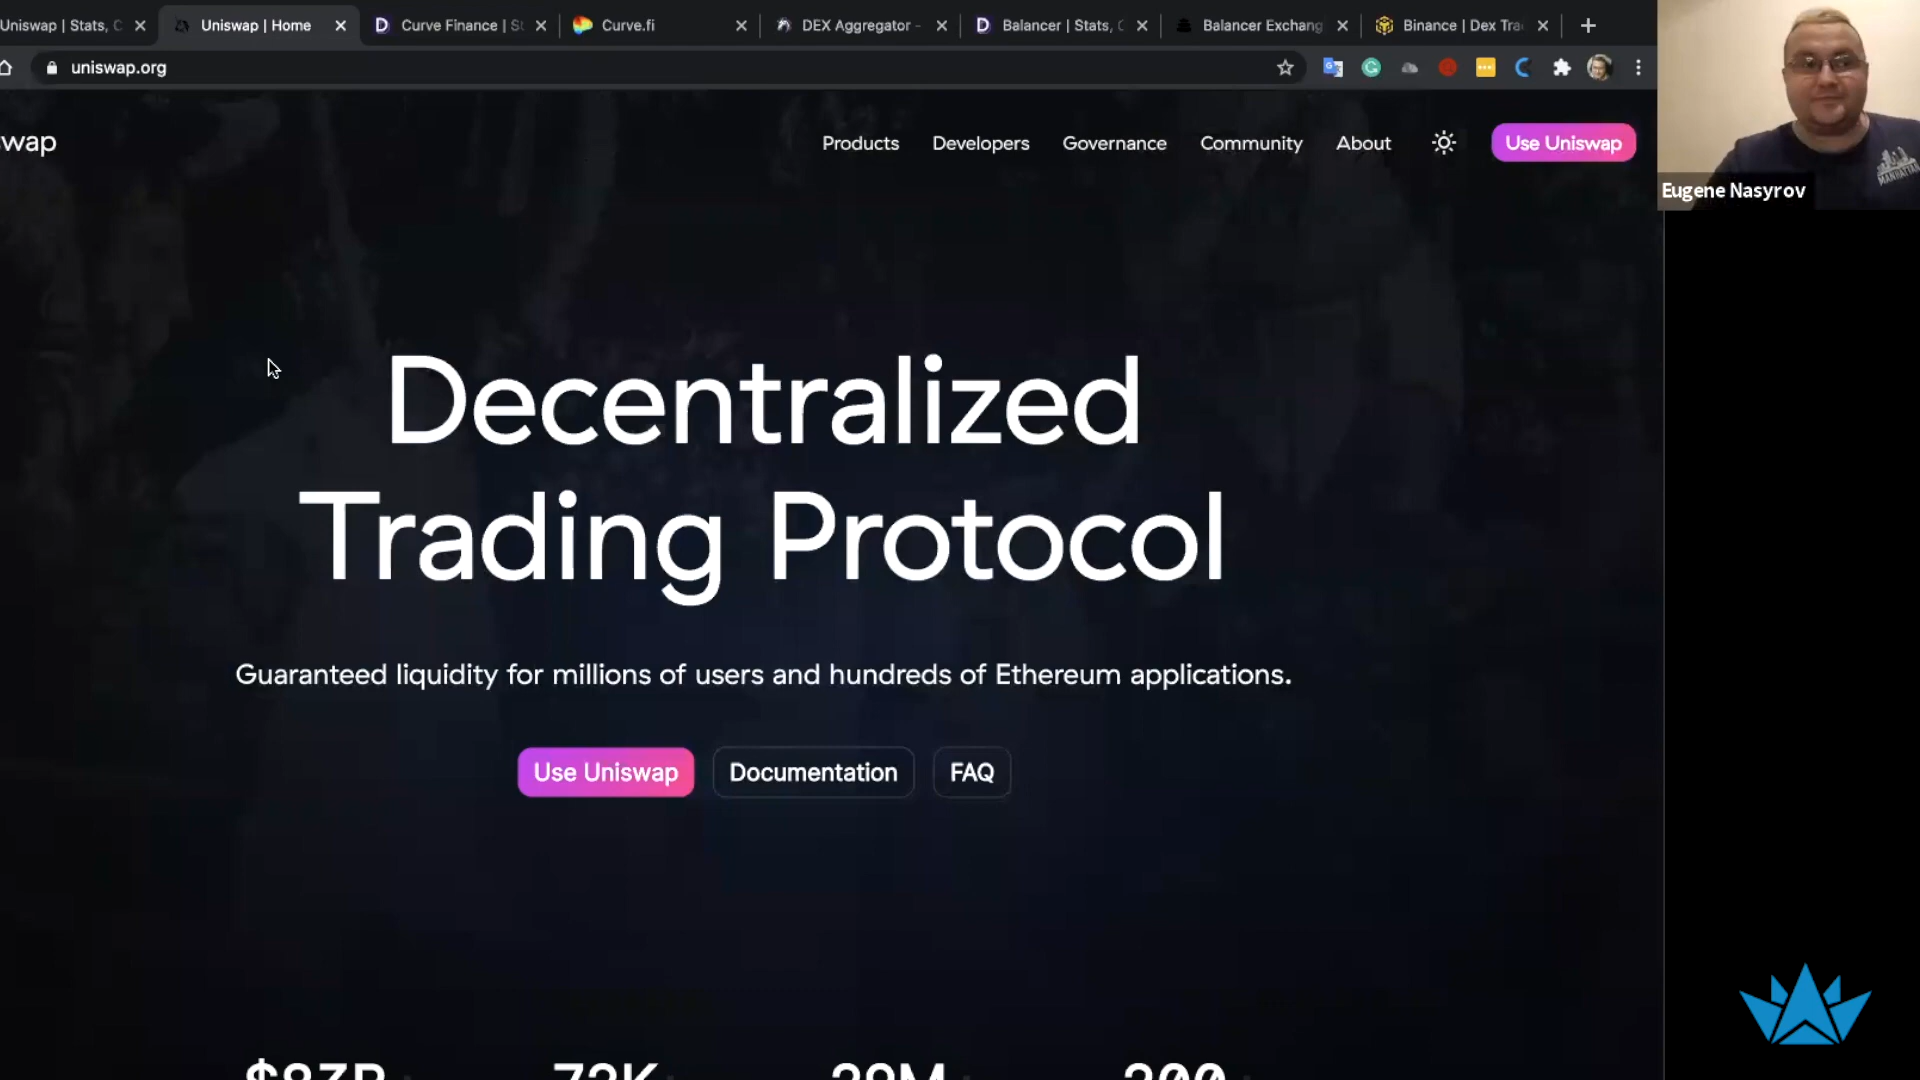 Uniswap | Stats, C
Uniswap | Home
Curve Finance | St
Curve.fi
DEX Aggregator -
Balancer | Stats, C
Balancer Exchang
Binance | Dex Tra
uniswap.org
swap
Products
Developers
Governance
Community
About
Use Uniswap
MANHATTAN
Eugene Nasyrov
Decentralized
Trading Protocol
Guaranteed liquidity for millions of users and hundreds of Ethereum applications.
Use Uniswap
Documentation
FAQ